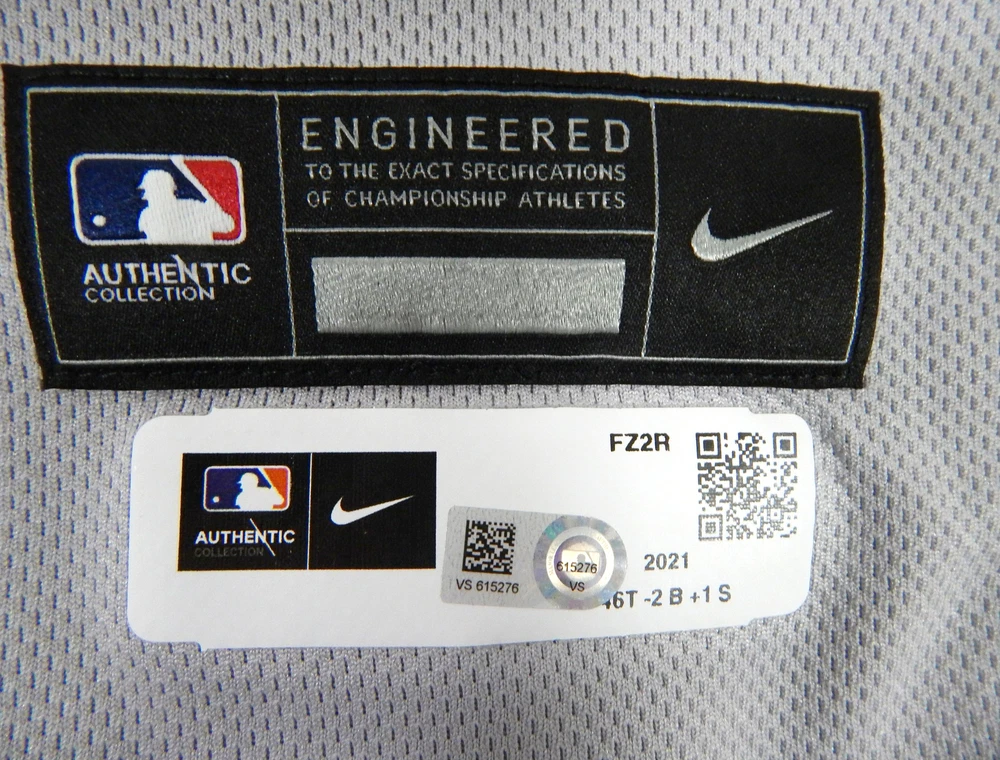 ENGINEERED
TO THE EXACT SPECIFICATIONS
OF CHAMPIONSHIP ATHLETES
AUTHENTIC
COLLECTION
FZ2R
AUTHENTIC
COLLECTION
2021
VS 615276
615276
VS
46T -2 B +1 S